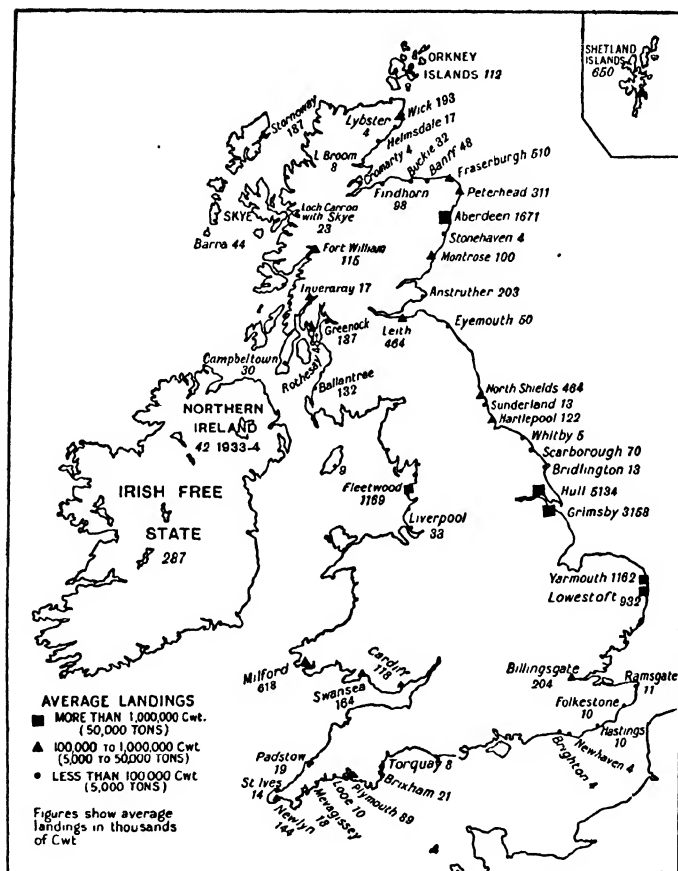 ORKNEY
ISLANDS 112
SHETLAND
ISLANDS
650
Stornoway
187
Lybster
4
Wick 193
Helmsdale 17
L Broom
8
Cromarty 4
Buckie 32
Banff 48
Findhorn
98
Fraserburgh 510
Peterhead 311
Aberdeen 1671
SKYE
Loch Carron
with Skye
23
Barra 44
Stonehaven 4
Fort William
115
Montrose 100
Inveraray 17
Anstruther 203
Greenock
187
Leith
464
Eyemouth 50
Rothesay
Campbeltown
30
Ballantree
132
NORTHERN
IRELAND
42 1933-4
North Shields 464
Sunderland 13
Hartlepool 122
Whitby 5
Scarborough 70
Bridlington 13
9
IRISH FREE
STATE
287
Fleetwood
1169
Hull 5134
Grimsby 3158
Liverpool
33
Yarmouth 1162
Lowestoft 932
Milford
618
Cardiff
118
Swansea
164
Billingsgate
204
Ramsgate
11
Folkestone
10
Hastings
10
Newhaven 4
Brighton 4
AVERAGE LANDINGS
MORE THAN 1,000,000 Cwt.
(50,000 TONS)
100,000 TO 1,000,000 Cwt
(5,000 to 50,000 TONS)
LESS THAN 100 000 Cwt
(5,000 TONS)
Figures show average
landings in thousands
of Cwt
Padstow
19
Torquay 8
St Ives
14
Brixham 21
Plymouth 89
Looe 10
Mevagissey
18
Newlyn
144